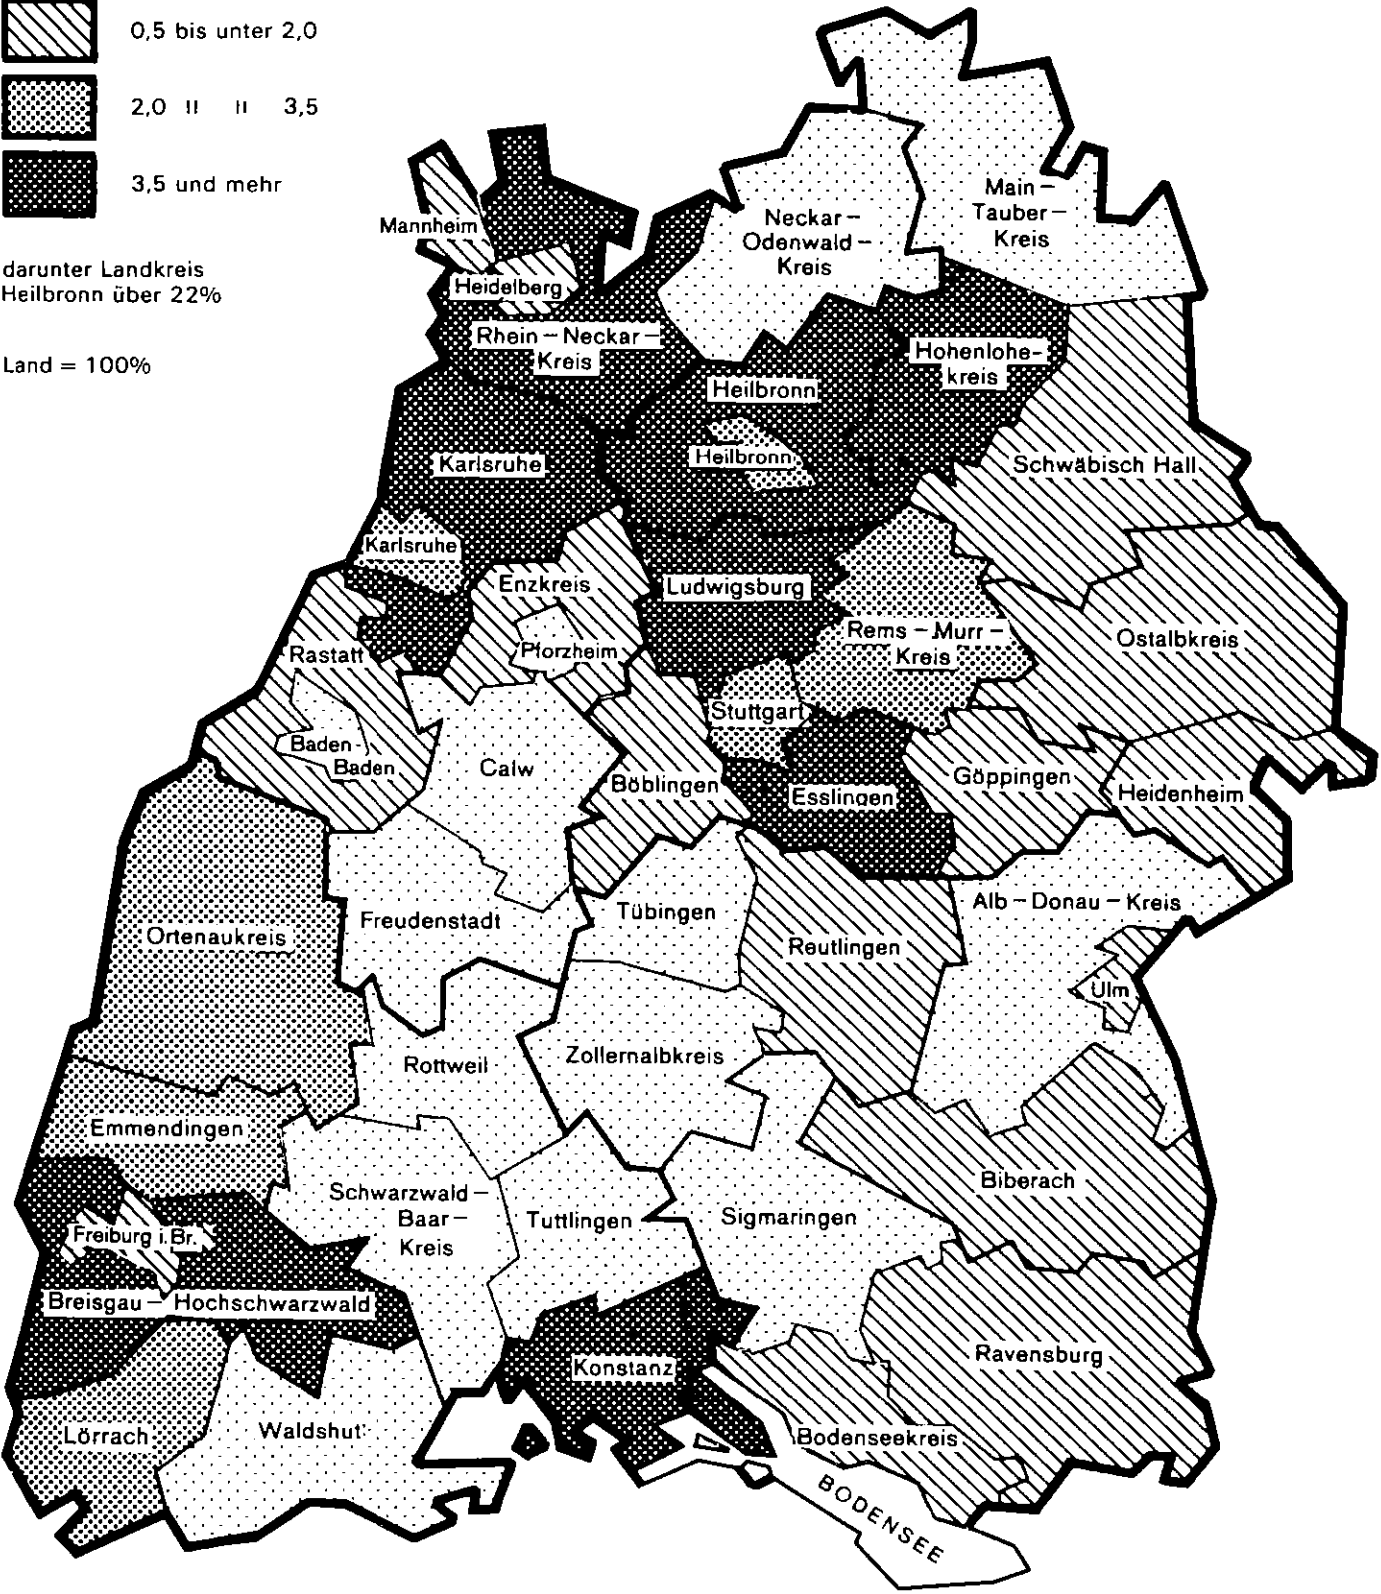 0,5 bis unter 2,0
2,0 " " 3,5
3,5 und mehr
darunter Landkreis
Heilbronn über 22%
Land = 100%
Main-
Tauber-
Kreis
Neckar-
Odenwald-
Kreis
Mannheim
Heidelberg
Rhein-Neckar-
Kreis
Hohenlohe-
kreis
Heilbronn
Heilbronn
Karlsruhe
Schwäbisch Hall
Karlsruhe
Enzkreis
Ludwigsburg
Pforzheim
Rems-Murr-
Kreis
Ostalbkreis
Rastatt
Stuttgart
Baden-
Baden
Calw
Böblingen
Esslingen
Göppingen
Heidenheim
Freudenstadt
Tübingen
Alb-Donau-Kreis
Ortenaukreis
Reutlingen
Ulm
Rottweil
Zollernalbkreis
Emmendingen
Biberach
Schwarzwald-
Baar-
Kreis
Tuttlingen
Sigmaringen
Freiburg i.Br.
Breisgau-Hochschwarzwald
Konstanz
Ravensburg
Lörrach
Waldshut
Bodenseekreis
BODENSEE